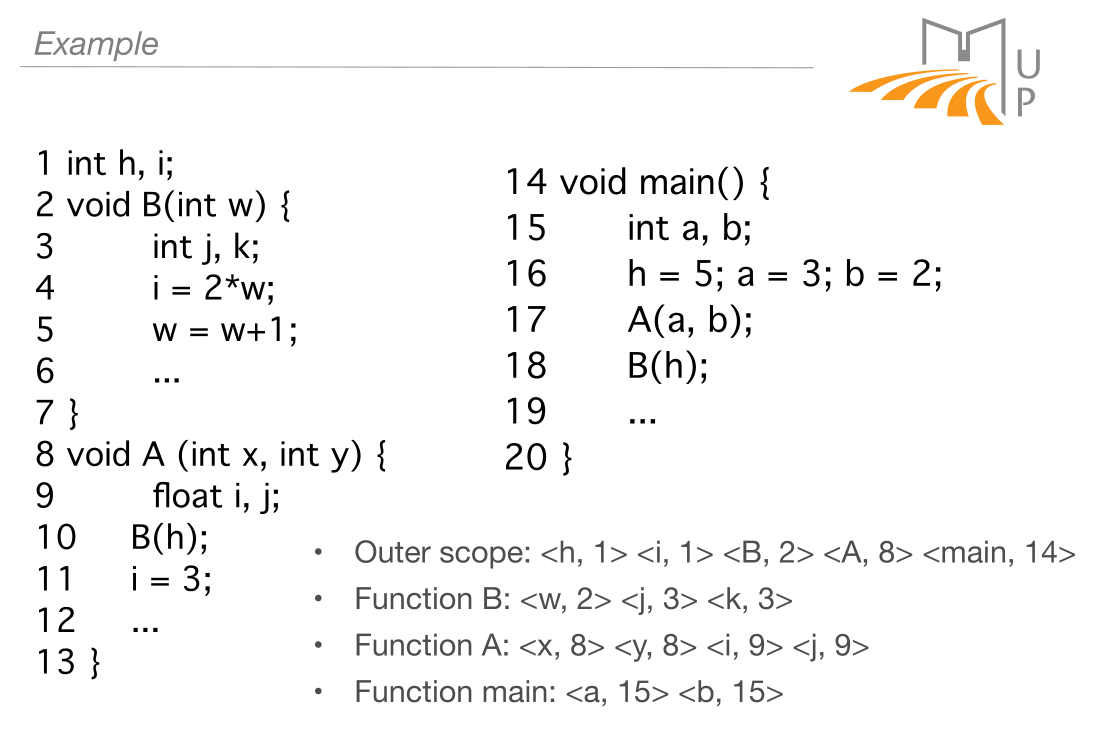 Example
U
P
1 int h, i;
2 void B(int w) {
3 int j, k;
4 i = 2*w;
5 w = w+1;
6 ...
7 }
8 void A (int x, int y) {
9 float i, j;
10 B(h);
11 i = 3;
12 ...
13 }
14 void main() {
15 int a, b;
16 h = 5; a = 3; b = 2;
17 A(a, b);
18 B(h);
19 ...
20 }
• Outer scope: <h, 1> <i, 1> <B, 2> <A, 8> <main, 14>
• Function B: <w, 2> <j, 3> <k, 3>
• Function A: <x, 8> <y, 8> <i, 9> <j, 9>
• Function main: <a, 15> <b, 15>